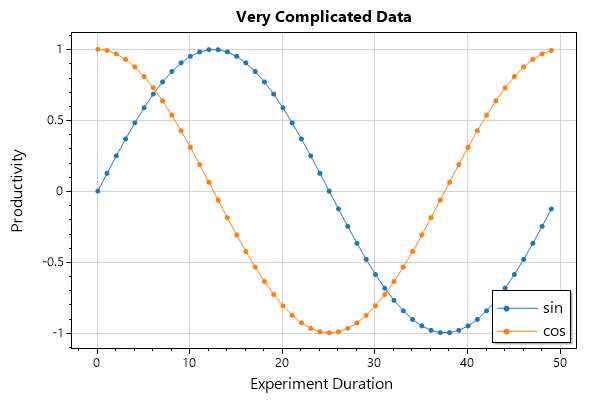 Very Complicated Data
Productivity
1
0.5
0
-0.5
-1
0
10
20
30
40
50
Experiment Duration
sin
cos